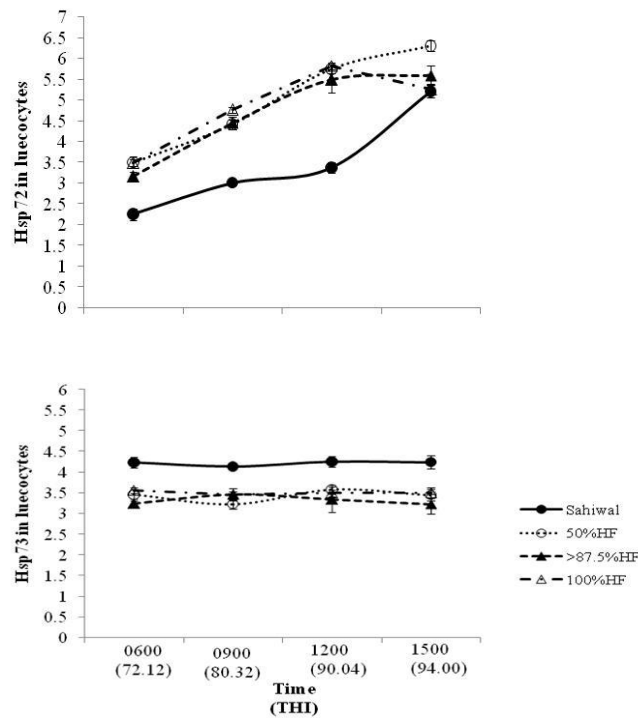 Hsp72 in luecocytes
7
6.5
6
5.5
5
4.5
4
3.5
3
2.5
2
1.5
1
0.5
0
Hsp73 in luecocytes
6
5.5
5
4.5
4
3.5
3
2.5
2
1.5
1
0.5
0
0600 0900 1200 1500
(72.12) (80.32) (90.04) (94.00)
Time
(THI)
Sahiwal
50%HF
>87.5%HF
100%HF